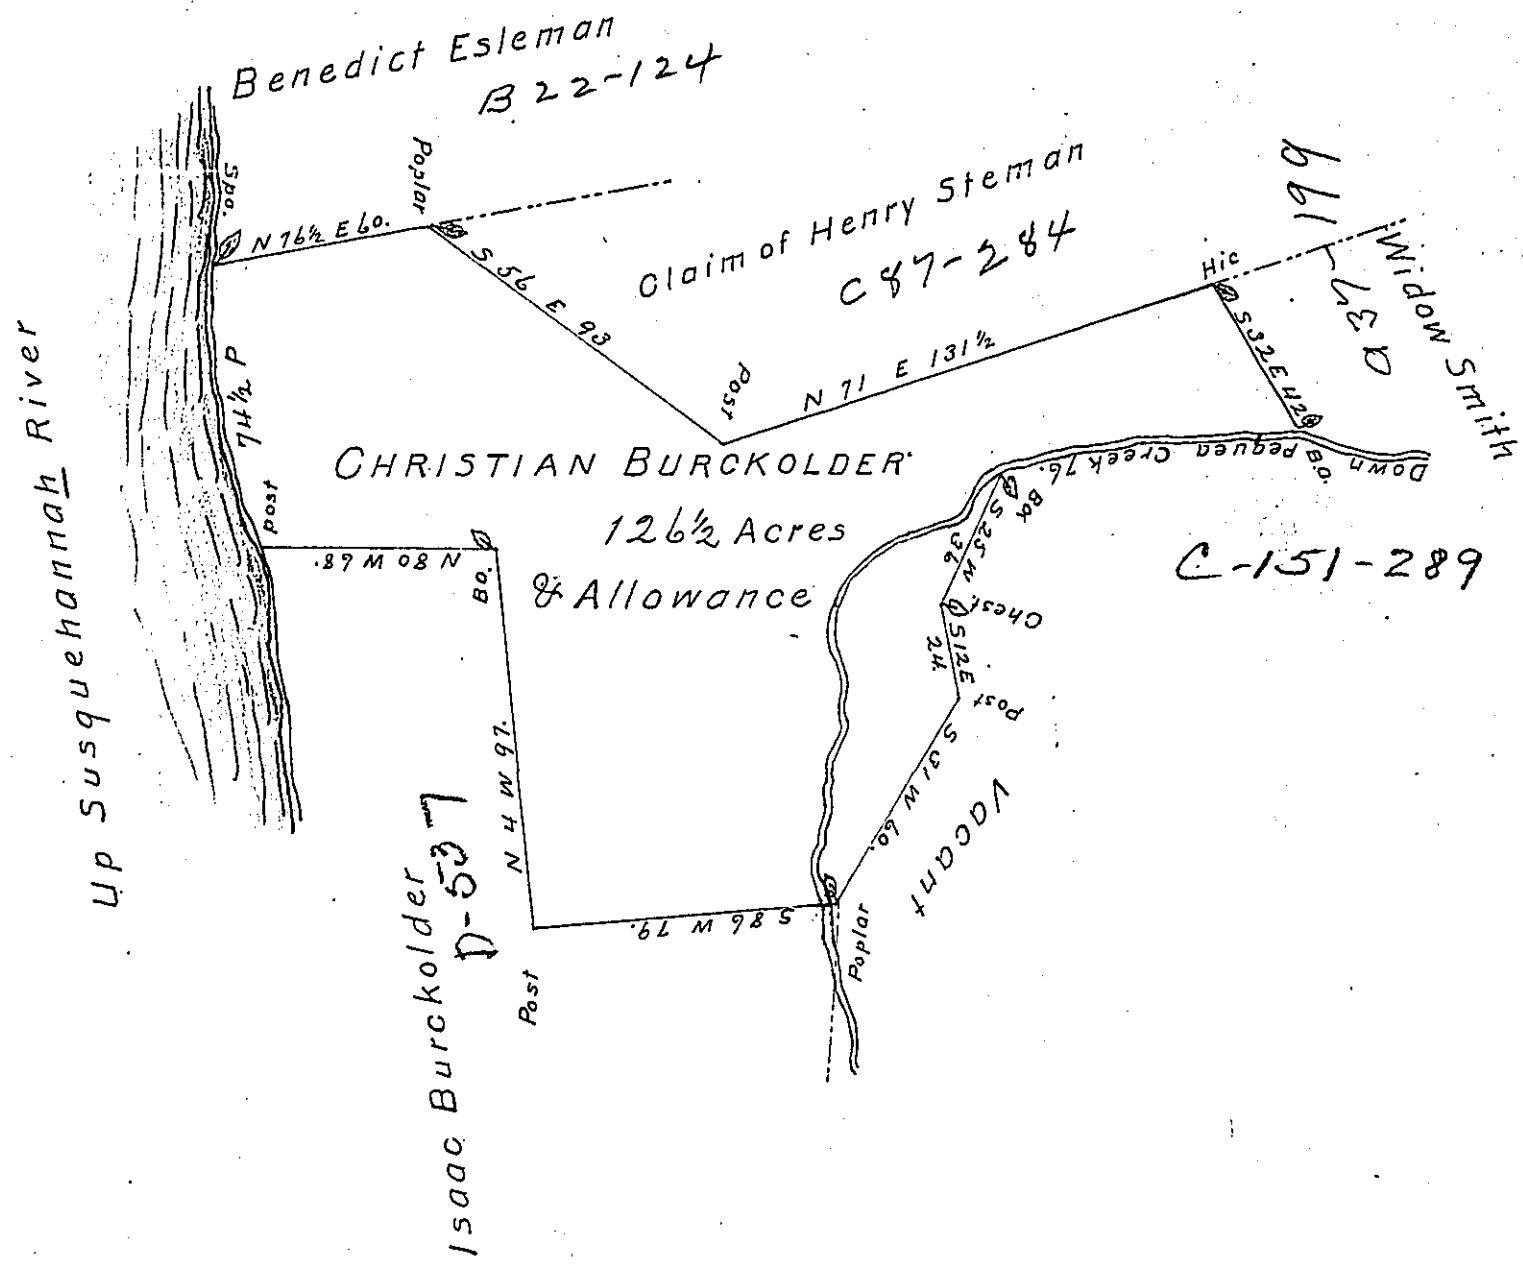 Benedict Esleman
B 22-124
Spo.
Poplar
N 76½ E 60.
S 56 E 93
Claim of Henry Steman
C 87-284
199
D 37
Widow Smith
Hic
S 32 E 42
Post
N 71 E 131½
Up Susquehannah River
74½ P
CHRISTIAN BURCKOLDER
126½ Acres
& Allowance
Down Pequea Creek 76.
B.O.
post
N 80 W 68.
BO.
BO
S 25 W
36
Chest.
S 12 E
24
Post
S 31 W 60.
C-151-289
Vacant
N 4 W 97.
Isaac Burckolder
D-537
S 86 W 79.
Post
Poplar